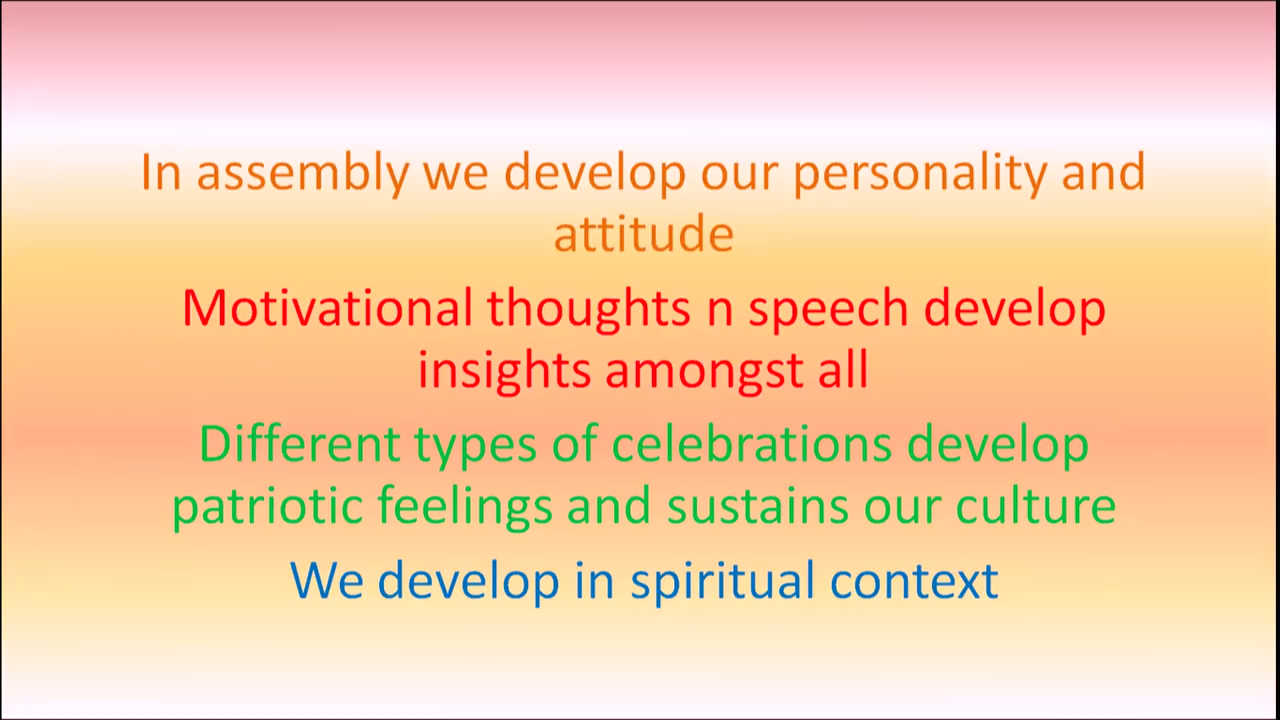 In assembly we develop our personality and
attitude
Motivational thoughts n speech develop
insights amongst all
Different types of celebrations develop
patriotic feelings and sustains our culture
We develop in spiritual context